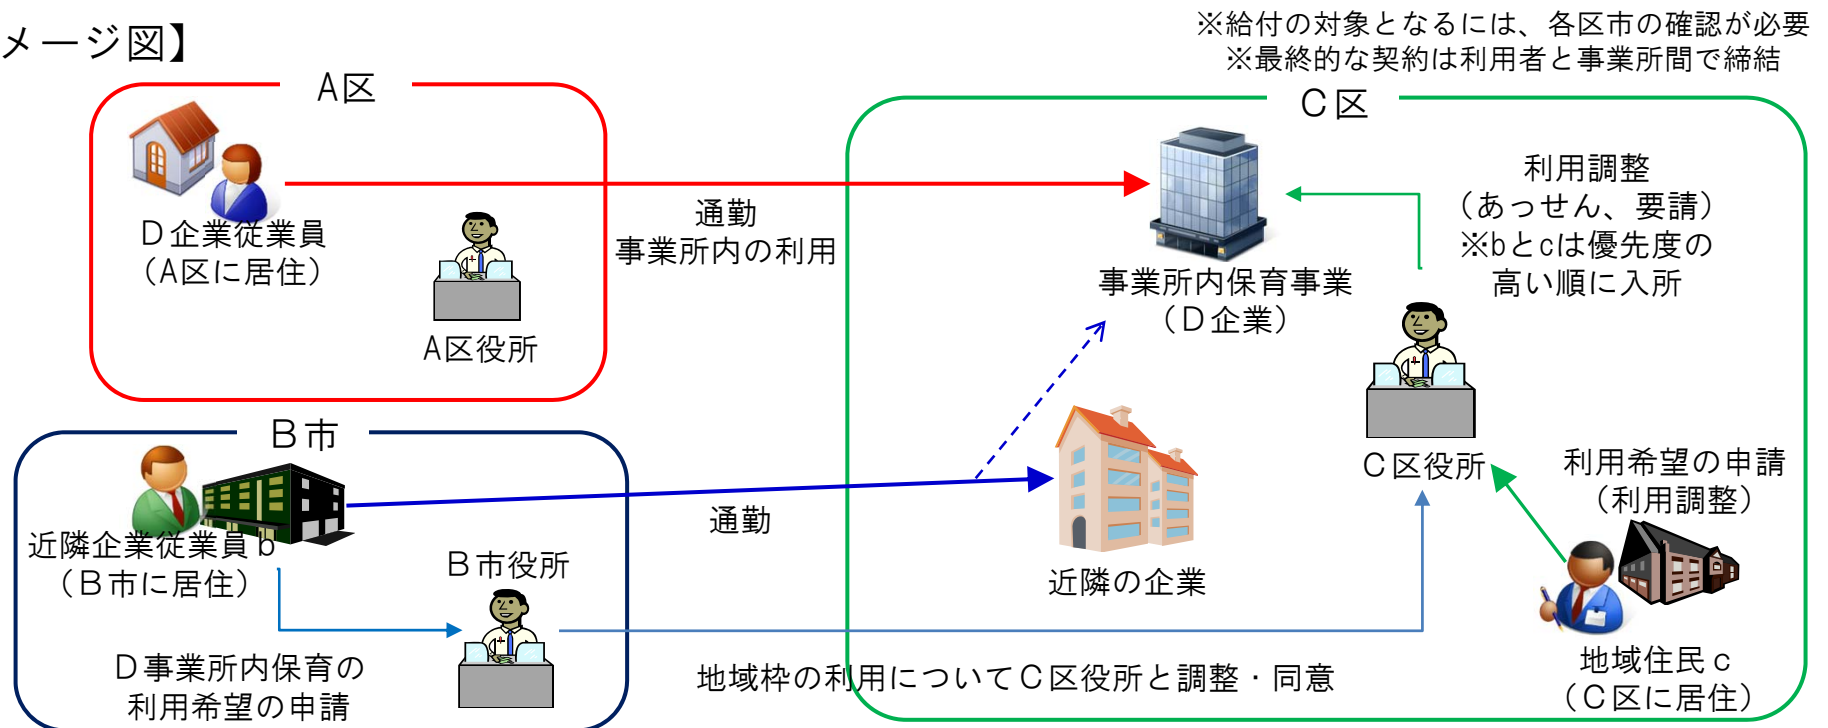 メージ図】
※給付の対象となるには、各区市の確認が必要
※最終的な契約は利用者と事業所間で締結
A区
D企業従業員
(A区に居住)
A区役所
通勤
事業所内の利用
C区
事業所内保育事業
(D企業)
利用調整
(あっせん、要請)
※bとcは優先度の
高い順に入所
C区役所
利用希望の申請
(利用調整)
地域住民c
(C区に居住)
近隣の企業
B市
近隣企業従業員b
(B市に居住)
B市役所
通勤
D事業所内保育の
利用希望の申請
地域枠の利用についてC区役所と調整・同意